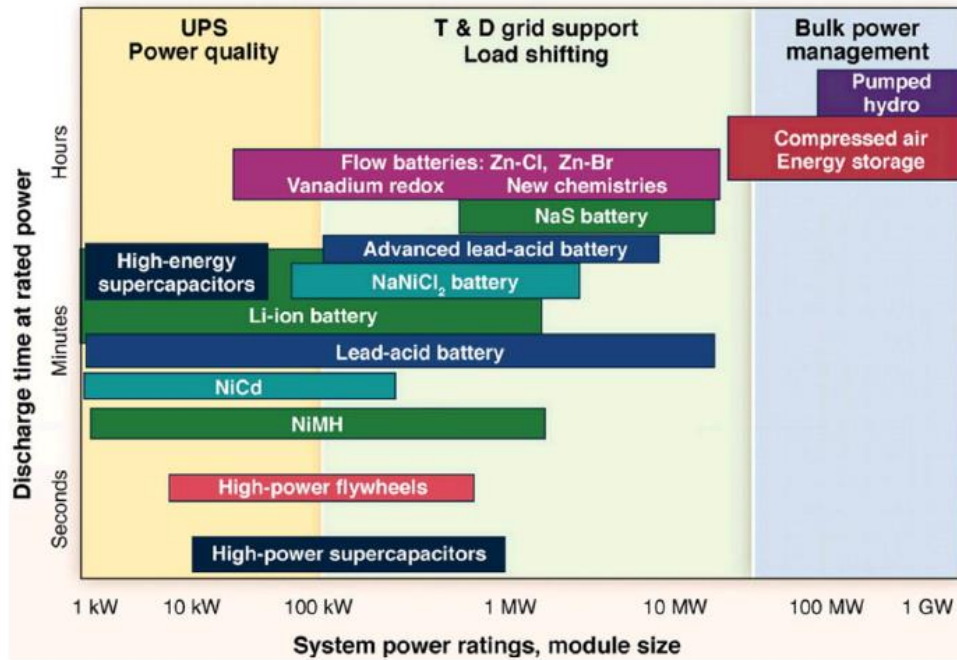 UPS
Power quality
T & D grid support
Load shifting
Bulk power
management
Pumped
hydro
Compressed air
Energy storage
Flow batteries: Zn-Cl, Zn-Br
Vanadium redox New chemistries
NaS battery
Advanced lead-acid battery
High-energy
supercapacitors
NaNiCl₂ battery
Li-ion battery
Lead-acid battery
NiCd
NiMH
High-power flywheels
High-power supercapacitors
Discharge time at rated power
Hours
Minutes
Seconds
1 kW 10 kW 100 kW 1 MW 10 MW 100 MW 1 GW
System power ratings, module size